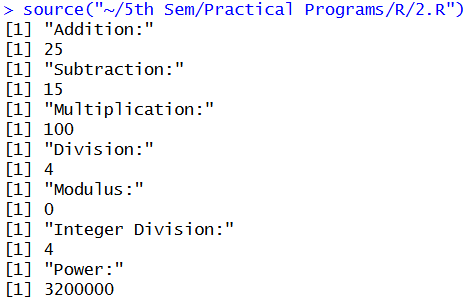 > source("~/5th Sem/Practical Programs/R/2.R")
[1] "Addition:"
[1] 25
[1] "Subtraction:"
[1] 15
[1] "Multiplication:"
[1] 100
[1] "Division:"
[1] 4
[1] "Modulus:"
[1] 0
[1] "Integer Division:"
[1] 4
[1] "Power:"
[1] 3200000